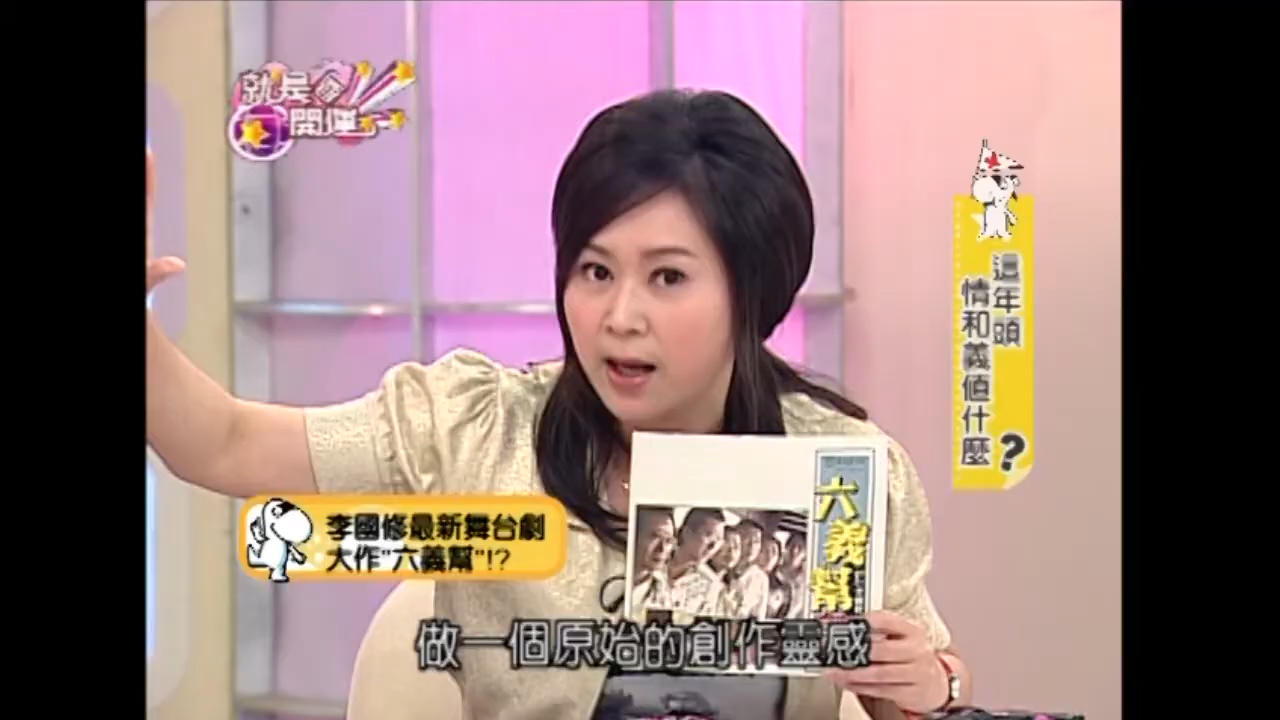 就是令
開運
這年頭
情和義值什麼?
李國修最新舞台劇
大作"六義幫"!?
六義幫
做一個原始的創作靈感